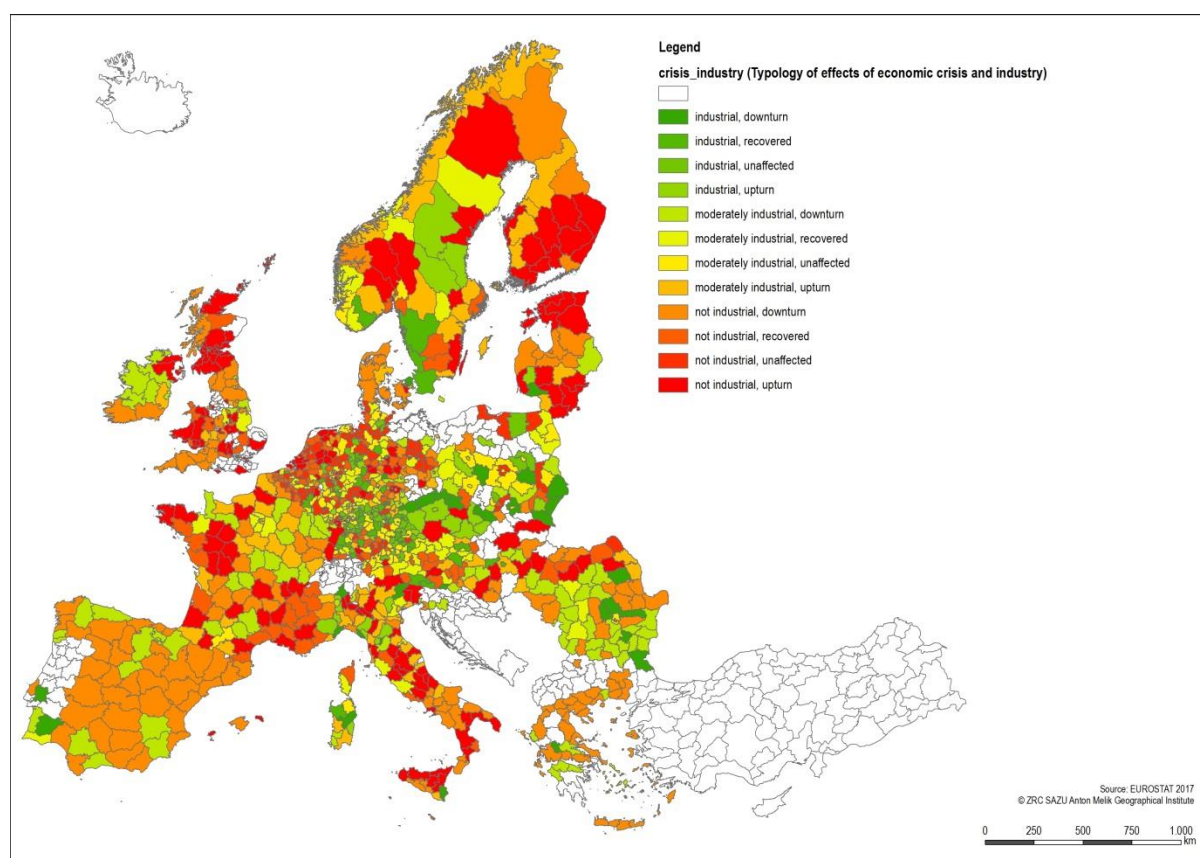 Legend
crisis_industry (Typology of effects of economic crisis and industry)
industrial, downturn
industrial, recovered
industrial, unaffected
industrial, upturn
moderately industrial, downturn
moderately industrial, recovered
moderately industrial, unaffected
moderately industrial, upturn
not industrial, downturn
not industrial, recovered
not industrial, unaffected
not industrial, upturn
Source: EUROSTAT 2017
© ZRC SAZU Anton Melik Geographical Institute
0 250 500 750 1.000
km